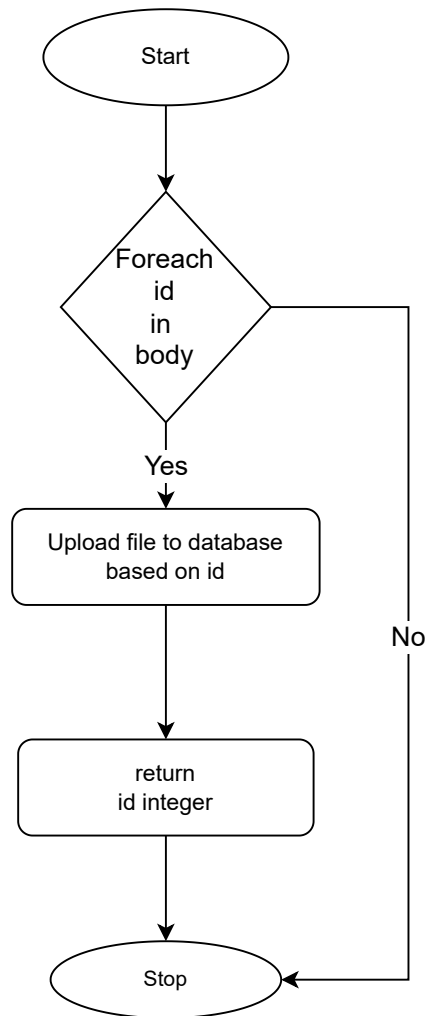 Start
Foreach
id
in
body
Yes
Upload file to database
based on id
No
return
id integer
Stop